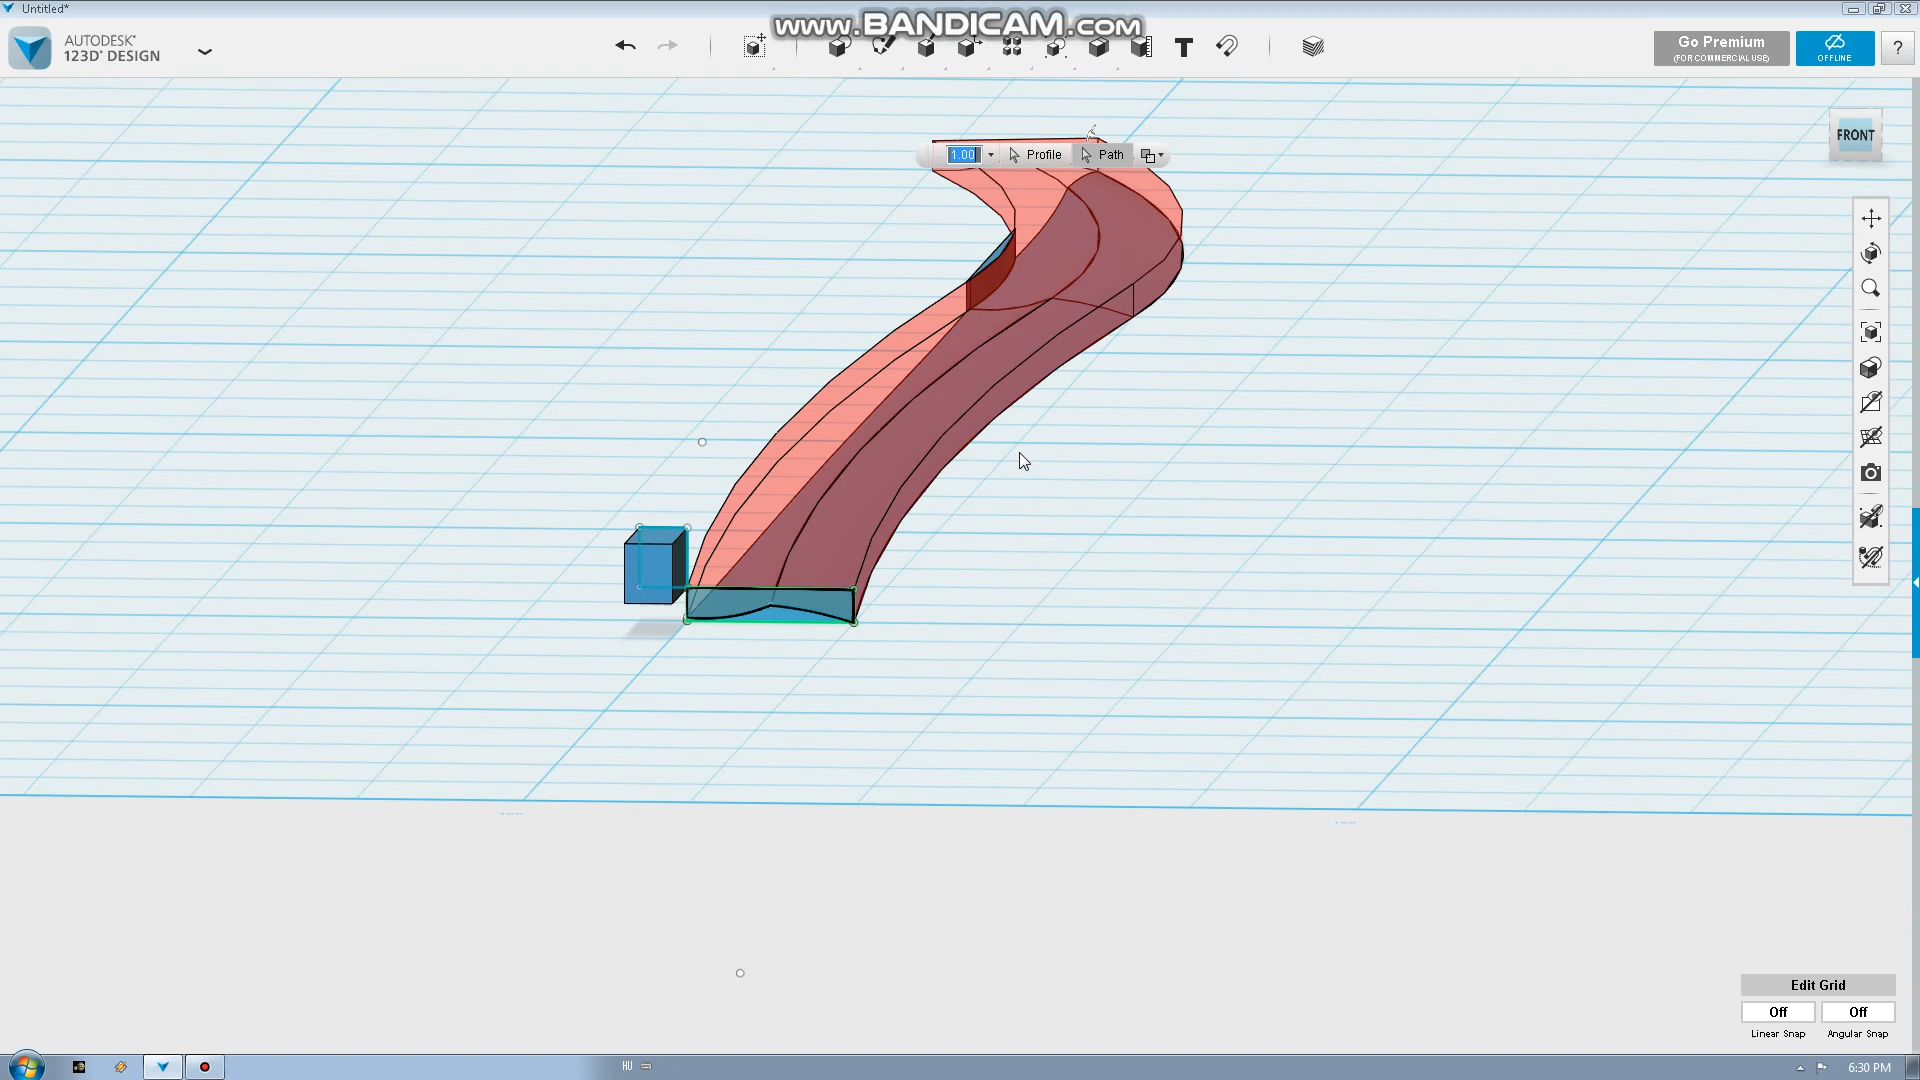 Untitled*
www.BANDICAM.com
AUTODESK®
123D® DESIGN
T
Go Premium
(FOR COMMERCIAL USE)
OFFLINE
?
FRONT
1.00
Profile
Path
Edit Grid
Off
Off
Linear Snap
Angular Snap
HU
6:30 PM